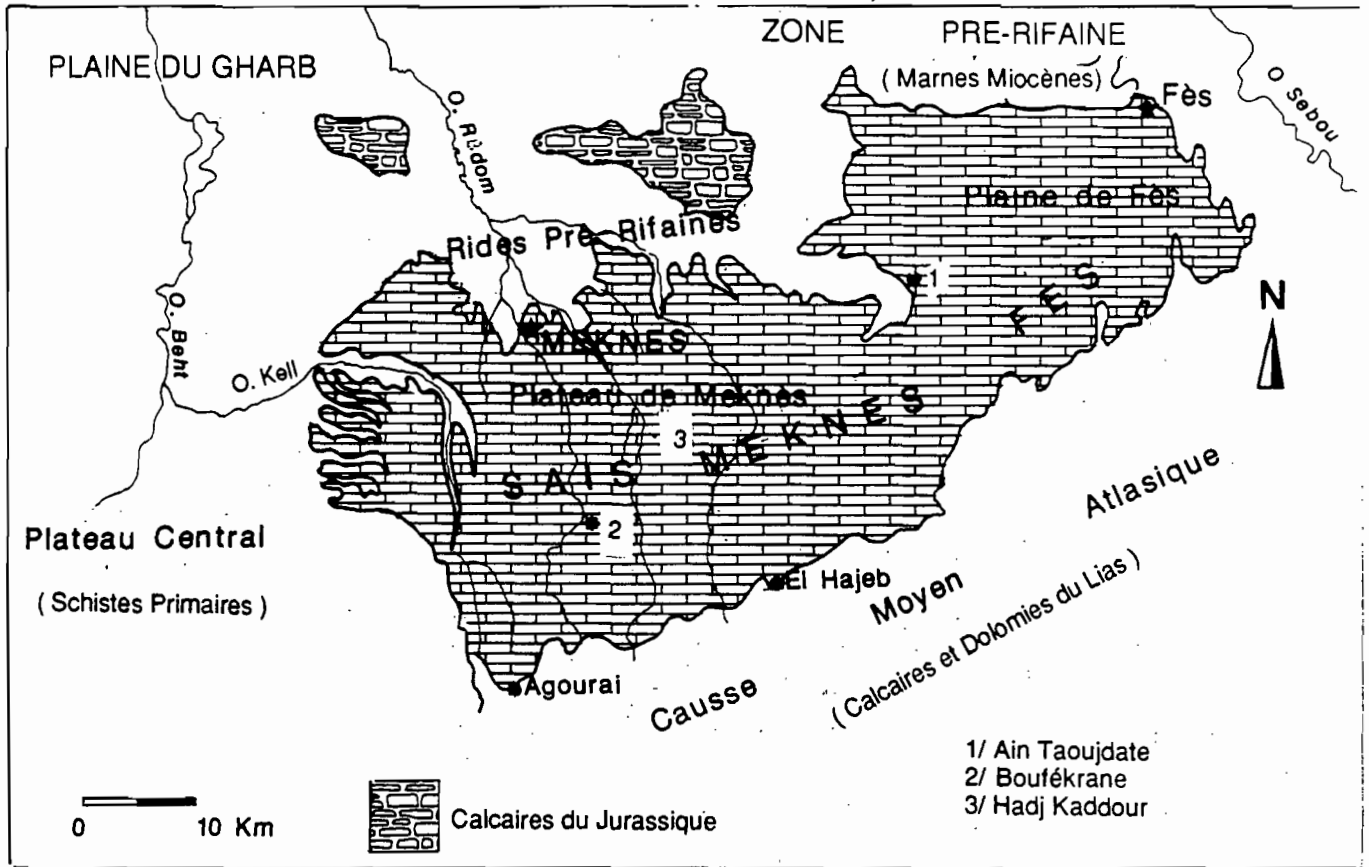 ZONE PRE-RIFAINE
PLAINE DU GHARB
( Marnes Miocènes )
O. Rdom
Fès
O Sebou
Plaine de Fès
Rides Pré-Rifaines
1
FES
N
MEKNES
O. Beht
O. Kell
Plateau de Meknès
3
SAIS MEKNES
2
Atlasique
Plateau Central
( Schistes Primaires )
El Hajeb
Moyen
(Calcaires et Dolomies du Lias)
Agourai
Causse
1/ Ain Taoujdate
2/ Boufékrane
3/ Hadj Kaddour
0 10 Km
Calcaires du Jurassique